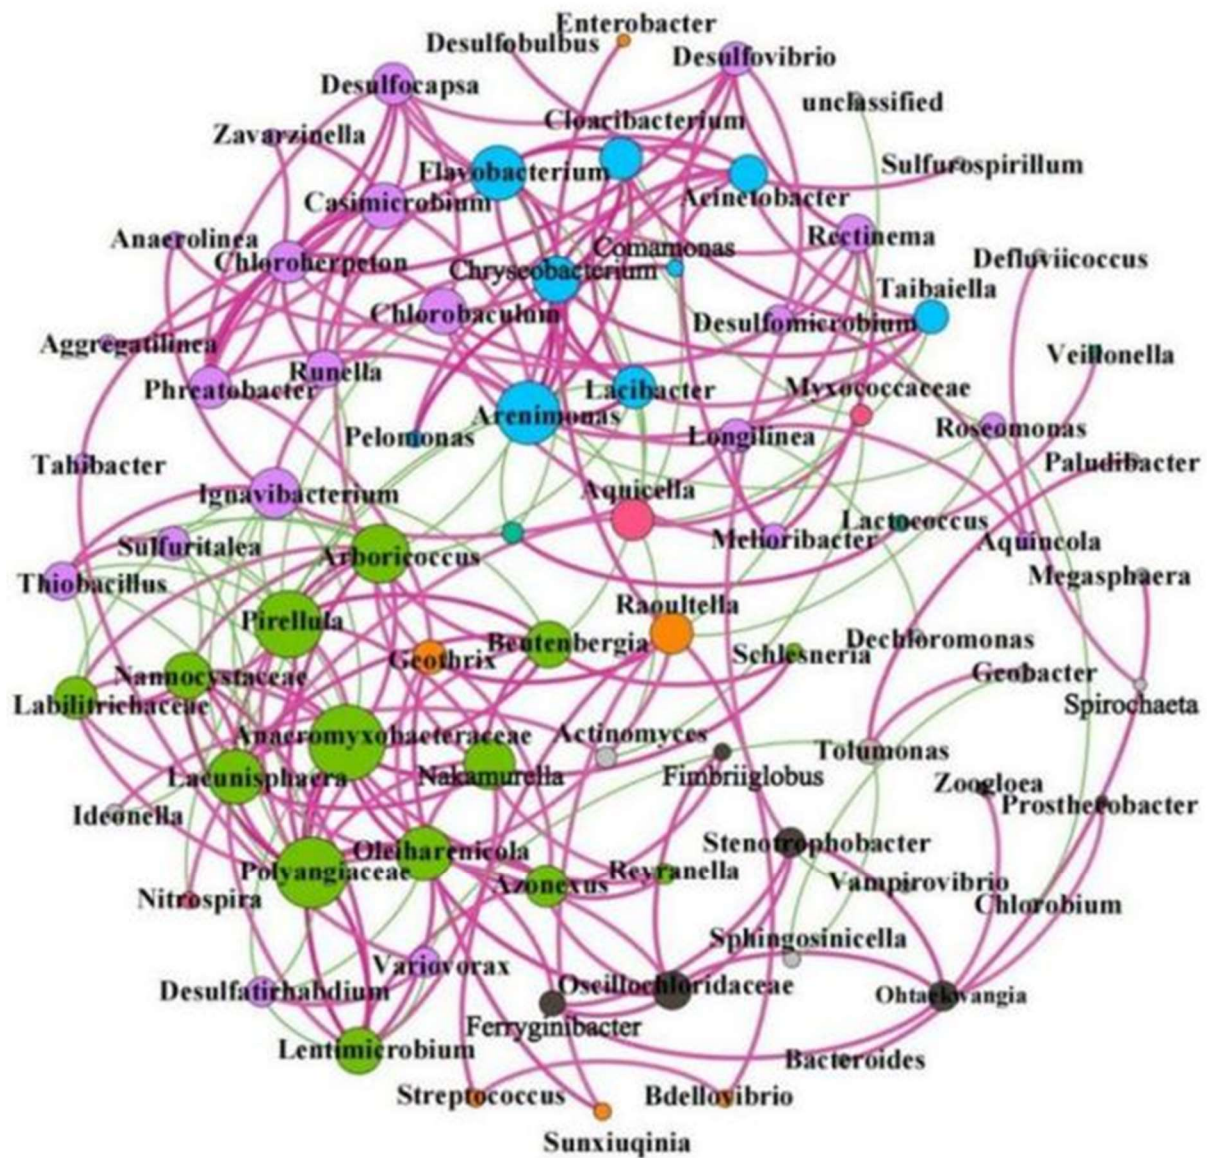 Enterobacter
Desulfobulbus
Desulfovibrio
Desulfocapsa
unclassified
Cloacibacterium
Zavarzinella
Sulfurospirillum
Flavobacterium
Acinetobacter
Casimicrobium
Anaerolinea
Rectinema
Comamonas
Defluviicoccus
Chloroherpeton
Chryseobacterium
Taibaiella
Chlorobaculum
Desulfomicrobium
Aggregatilinea
Veillonella
Runella
Phreatobacter
Lacibacter
Myxococcaceae
Arenimonas
Pelomonas
Longilinea
Roseomonas
Tahibacter
Paludibacter
Ignavibacterium
Aquicella
Lactococcus
Sulfuritalea
Arboricoccus
Melioribacter
Aquincola
Thiobacillus
Megasphaera
Raoultella
Pirellula
Beutenbergia
Dechloromonas
Geothrix
Schlesneria
Nannocystaceae
Geobacter
Labilitrichaceae
Spirochaeta
Anaeromyxobacteraceae
Actinomyces
Tolumonas
Lacunisphaera
Nakamurella
Fimbriiglobus
Zoogloea
Prosthecobacter
Ideonella
Stenotrophobacter
Oleiharenicola
Polyangiaceae
Reyranella
Azonexus
Vampirovibrio
Nitrospira
Chlorobium
Sphingosinicella
Variovorax
Oscillochloridaceae
Desulfatirhabdium
Ohtaekwangia
Ferryginibacter
Lentimicrobium
Bacteroides
Streptococcus
Bdellovibrio
Sunxiuqinia